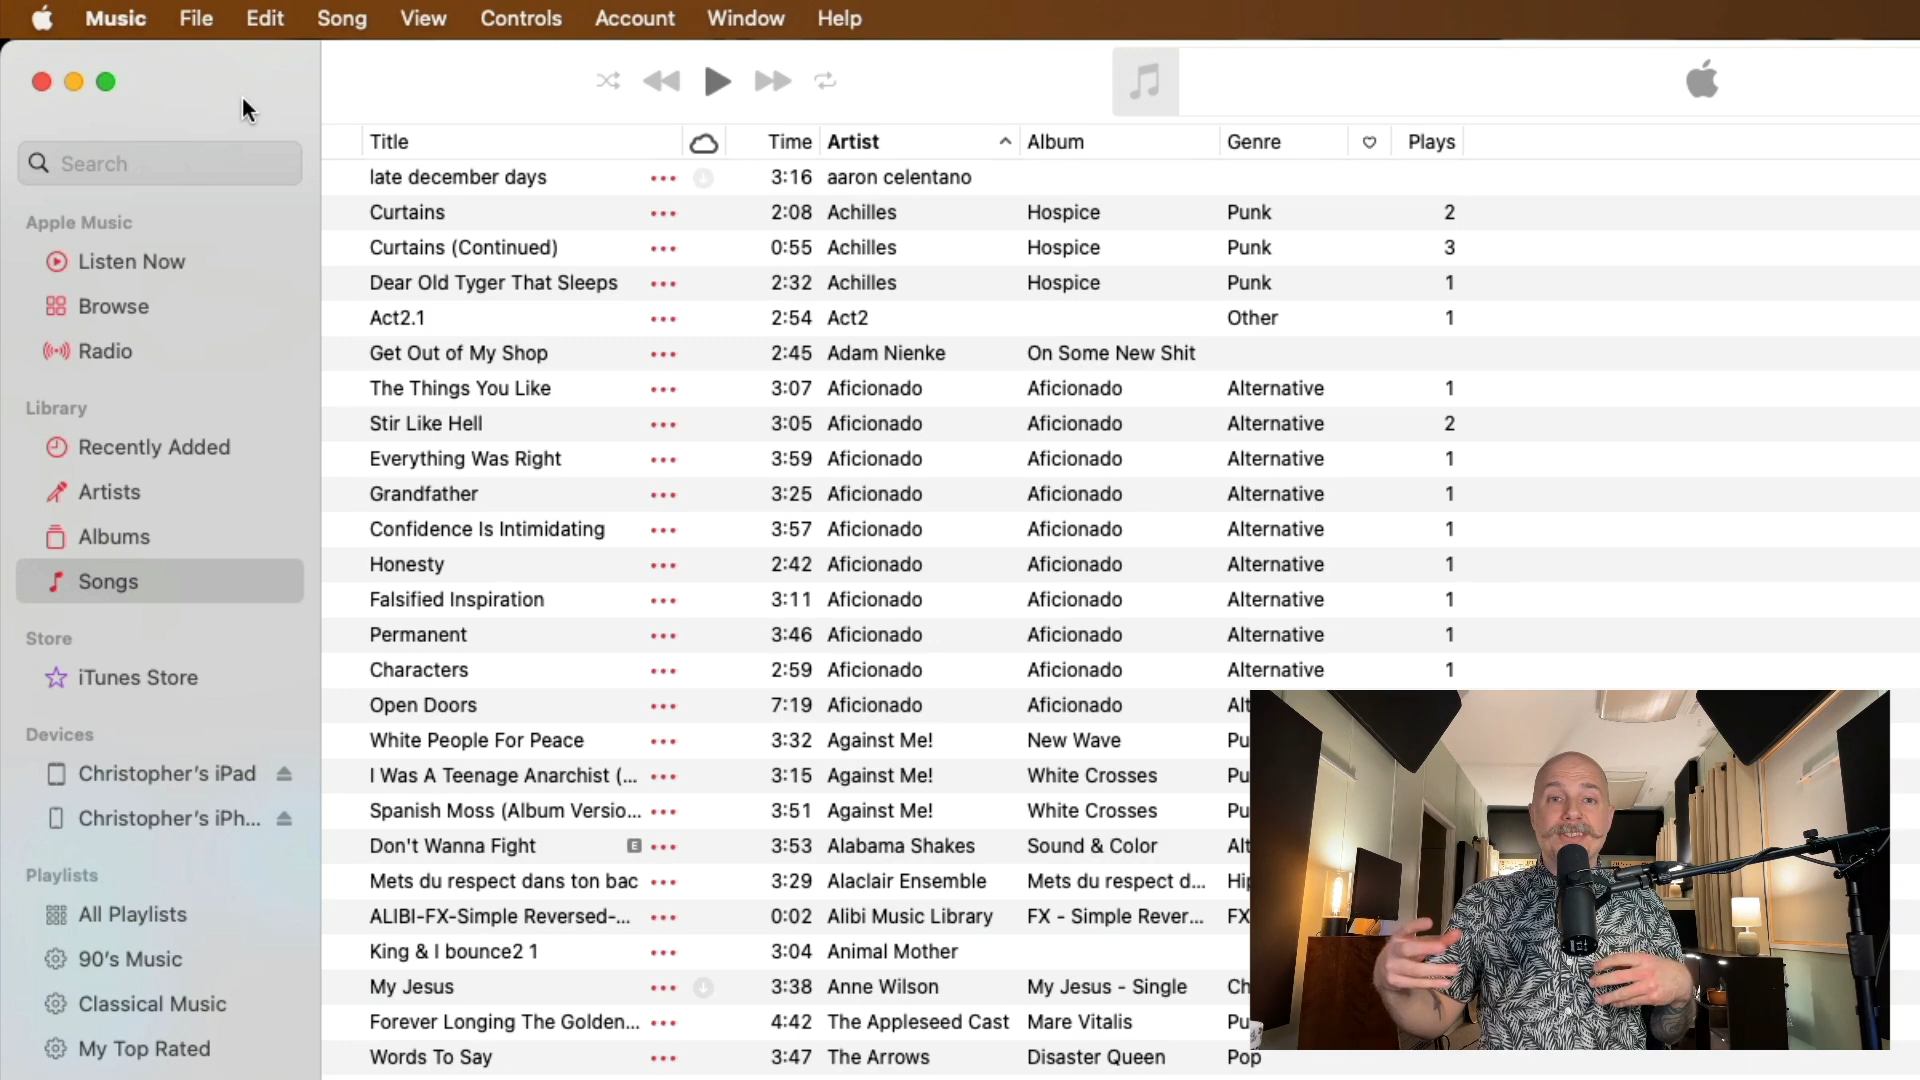 Music File Edit Song View Controls Account Window Help
Search
Apple Music
Listen Now
Browse
Radio
Library
Recently Added
Artists
Albums
Songs
Store
iTunes Store
Devices
Christopher's iPad
Christopher's iPh...
Playlists
All Playlists
90's Music
Classical Music
My Top Rated
Title Time Artist Album Genre Plays
late december days 3:16 aaron celentano
Curtains 2:08 Achilles Hospice Punk 2
Curtains (Continued) 0:55 Achilles Hospice Punk 3
Dear Old Tyger That Sleeps 2:32 Achilles Hospice Punk 1
Act2.1 2:54 Act2 Other 1
Get Out of My Shop 2:45 Adam Nienke On Some New Shit
The Things You Like 3:07 Aficionado Aficionado Alternative 1
Stir Like Hell 3:05 Aficionado Aficionado Alternative 2
Everything Was Right 3:59 Aficionado Aficionado Alternative 1
Grandfather 3:25 Aficionado Aficionado Alternative 1
Confidence Is Intimidating 3:57 Aficionado Aficionado Alternative 1
Honesty 2:42 Aficionado Aficionado Alternative 1
Falsified Inspiration 3:11 Aficionado Aficionado Alternative 1
Permanent 3:46 Aficionado Aficionado Alternative 1
Characters 2:59 Aficionado Aficionado Alternative 1
Open Doors 7:19 Aficionado Aficionado Alt
White People For Peace 3:32 Against Me! New Wave Pu
I Was A Teenage Anarchist (... 3:15 Against Me! White Crosses Pu
Spanish Moss (Album Versio... 3:51 Against Me! White Crosses Pu
Don't Wanna Fight E 3:53 Alabama Shakes Sound & Color Alt
Mets du respect dans ton bac 3:29 Alaclair Ensemble Mets du respect d... Hip
ALIBI-FX-Simple Reversed-... 0:02 Alibi Music Library FX - Simple Rever... FX
King & I bounce2 1 3:04 Animal Mother
My Jesus 3:38 Anne Wilson My Jesus - Single Ch
Forever Longing The Golden... 4:42 The Appleseed Cast Mare Vitalis Pu
Words To Say 3:47 The Arrows Disaster Queen Pop